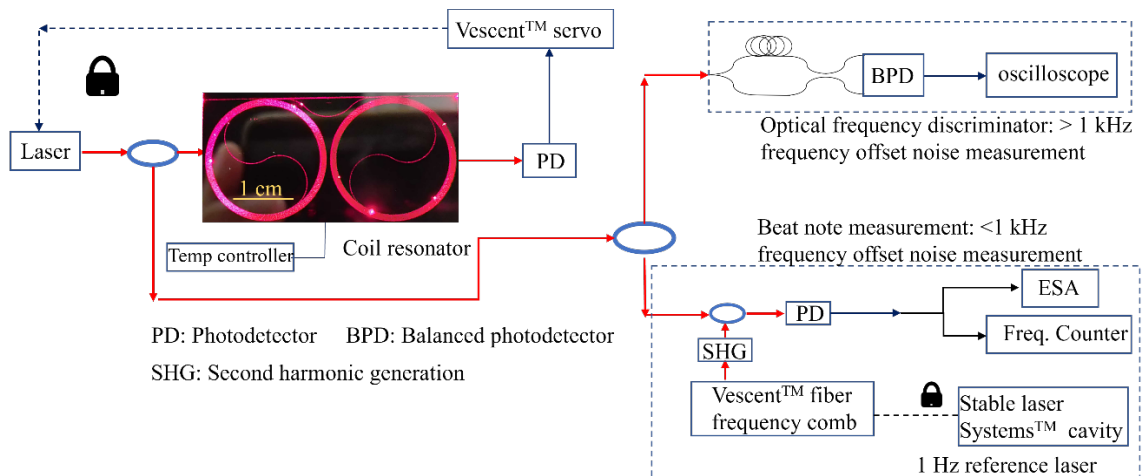 Vescent™ servo
Laser
1 cm
PD
Temp controller
Coil resonator
PD: Photodetector BPD: Balanced photodetector
SHG: Second harmonic generation
BPD
oscilloscope
Optical frequency discriminator: > 1 kHz
frequency offset noise measurement
Beat note measurement: <1 kHz
frequency offset noise measurement
PD
ESA
Freq. Counter
SHG
Vescent™ fiber
frequency comb
Stable laser
Systems™ cavity
1 Hz reference laser